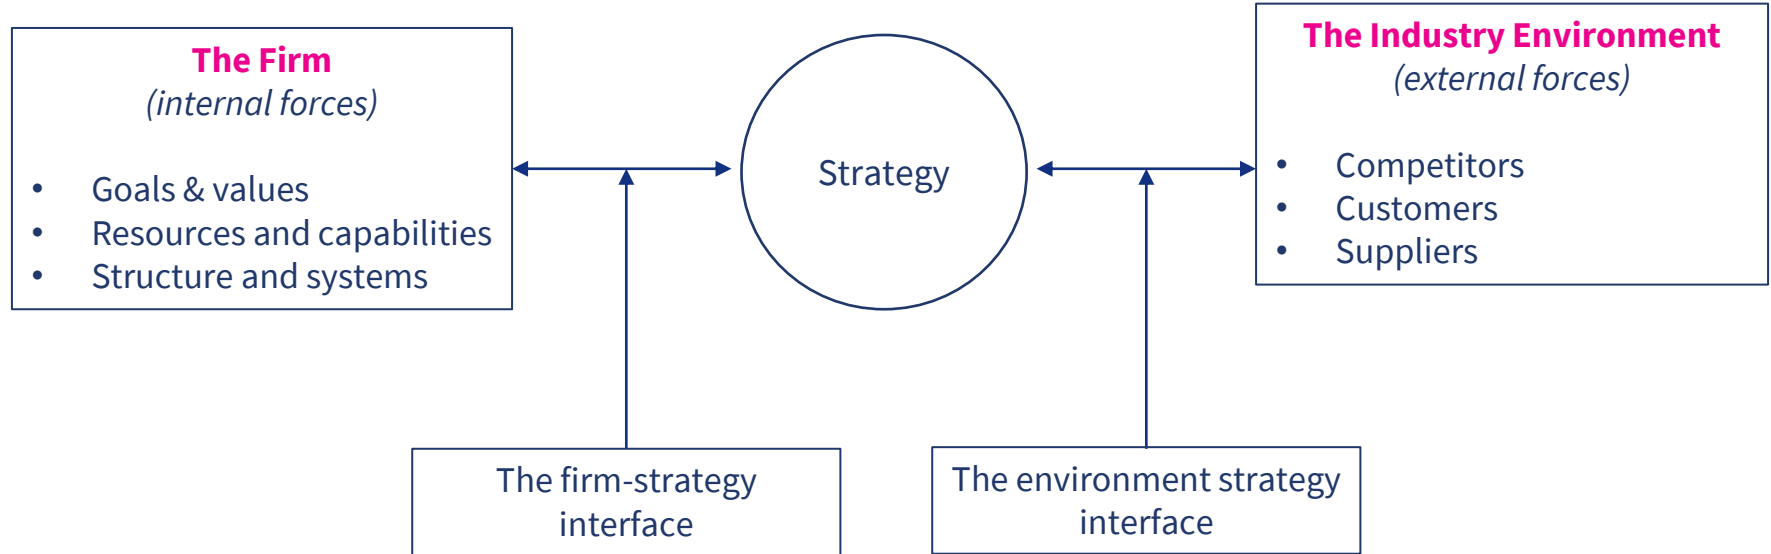 The Firm
(internal forces)
• Goals & values
• Resources and capabilities
• Structure and systems
Strategy
The Industry Environment
(external forces)
• Competitors
• Customers
• Suppliers
The firm-strategy
interface
The environment strategy
interface